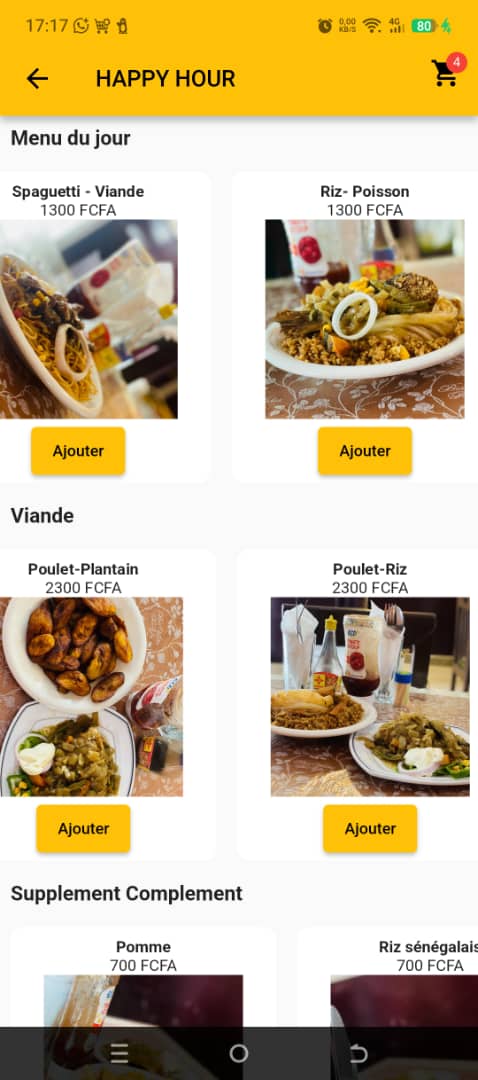 17:17
0,00
KB/S
4G
80
HAPPY HOUR
4
Menu du jour
Spaguetti - Viande
1300 FCFA
Riz- Poisson
1300 FCFA
Ajouter
Ajouter
Viande
Poulet-Plantain
2300 FCFA
Poulet-Riz
2300 FCFA
Ajouter
Ajouter
Supplement Complement
Pomme
700 FCFA
Riz sénégalais
700 FCFA